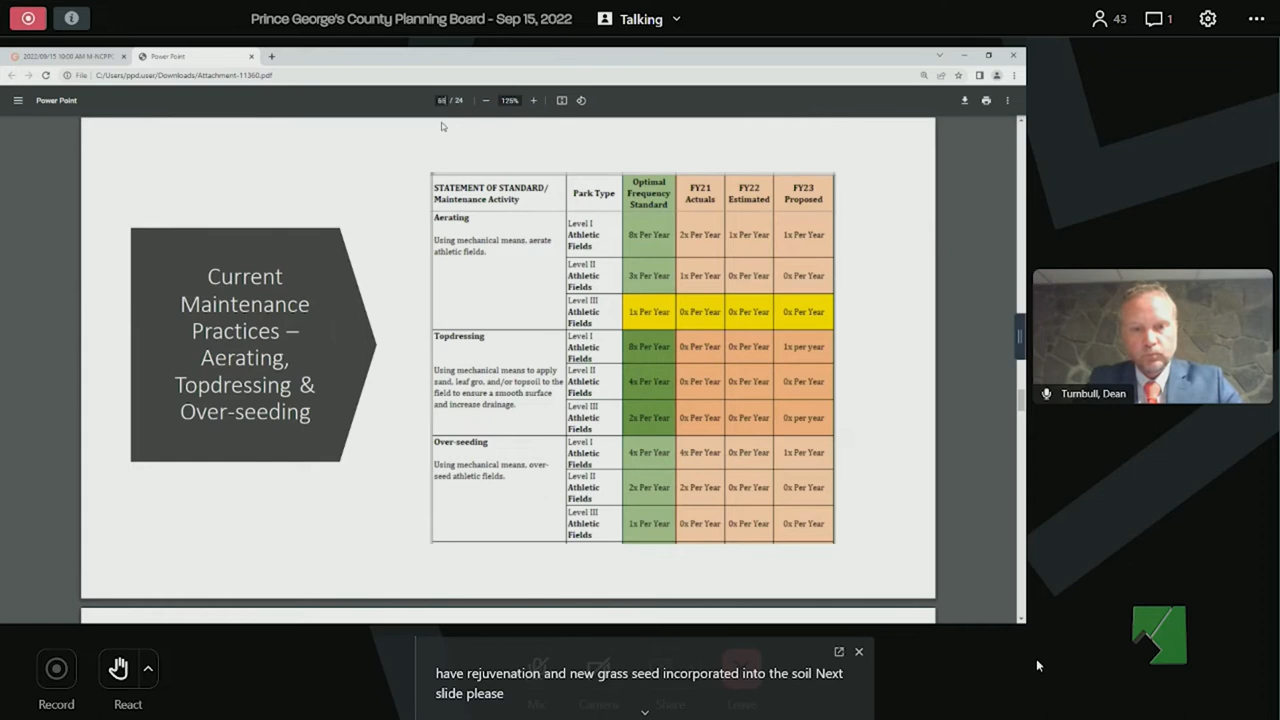 Prince George's County Planning Board - Sep 15, 2022
Talking
43
1
2022/09/15 10:00 AM M-NCPPC
Power Point
File
C:/Users/ppd.user/Downloads/Attachment-11360.pdf
Power Point
/ 24
125%
Current
Maintenance
Practices –
Aerating,
Topdressing &
Over-seeding
STATEMENT OF STANDARD/
Maintenance Activity
Park Type
Optimal
Frequency
Standard
FY21
Actuals
FY22
Estimated
FY23
Proposed
Aerating
Using mechanical means, aerate
athletic fields.
Level I
Athletic
Fields
8x Per Year
2x Per Year
1x Per Year
1x Per Year
Level II
Athletic
Fields
3x Per Year
1x Per Year
0x Per Year
0x Per Year
Level III
Athletic
Fields
1x Per Year
0x Per Year
0x Per Year
0x Per Year
Topdressing
Using mechanical means to apply
sand, leaf gro, and/or topsoil to the
field to ensure a smooth surface
and increase drainage.
Level I
Athletic
Fields
8x Per Year
0x Per Year
0x Per Year
1x per year
Level II
Athletic
Fields
4x Per Year
0x Per Year
0x Per Year
0x Per Year
Level III
Athletic
Fields
2x Per Year
0x Per Year
0x Per Year
0x per year
Over-seeding
Using mechanical means, over-
seed athletic fields.
Level I
Athletic
Fields
4x Per Year
4x Per Year
0x Per Year
1x Per Year
Level II
Athletic
Fields
2x Per Year
2x Per Year
0x Per Year
0x Per Year
Level III
Athletic
Fields
1x Per Year
0x Per Year
0x Per Year
0x Per Year
Turnbull, Dean
have rejuvenation and new grass seed incorporated into the soil Next
slide please
Record
React
Camera
Share
Leave